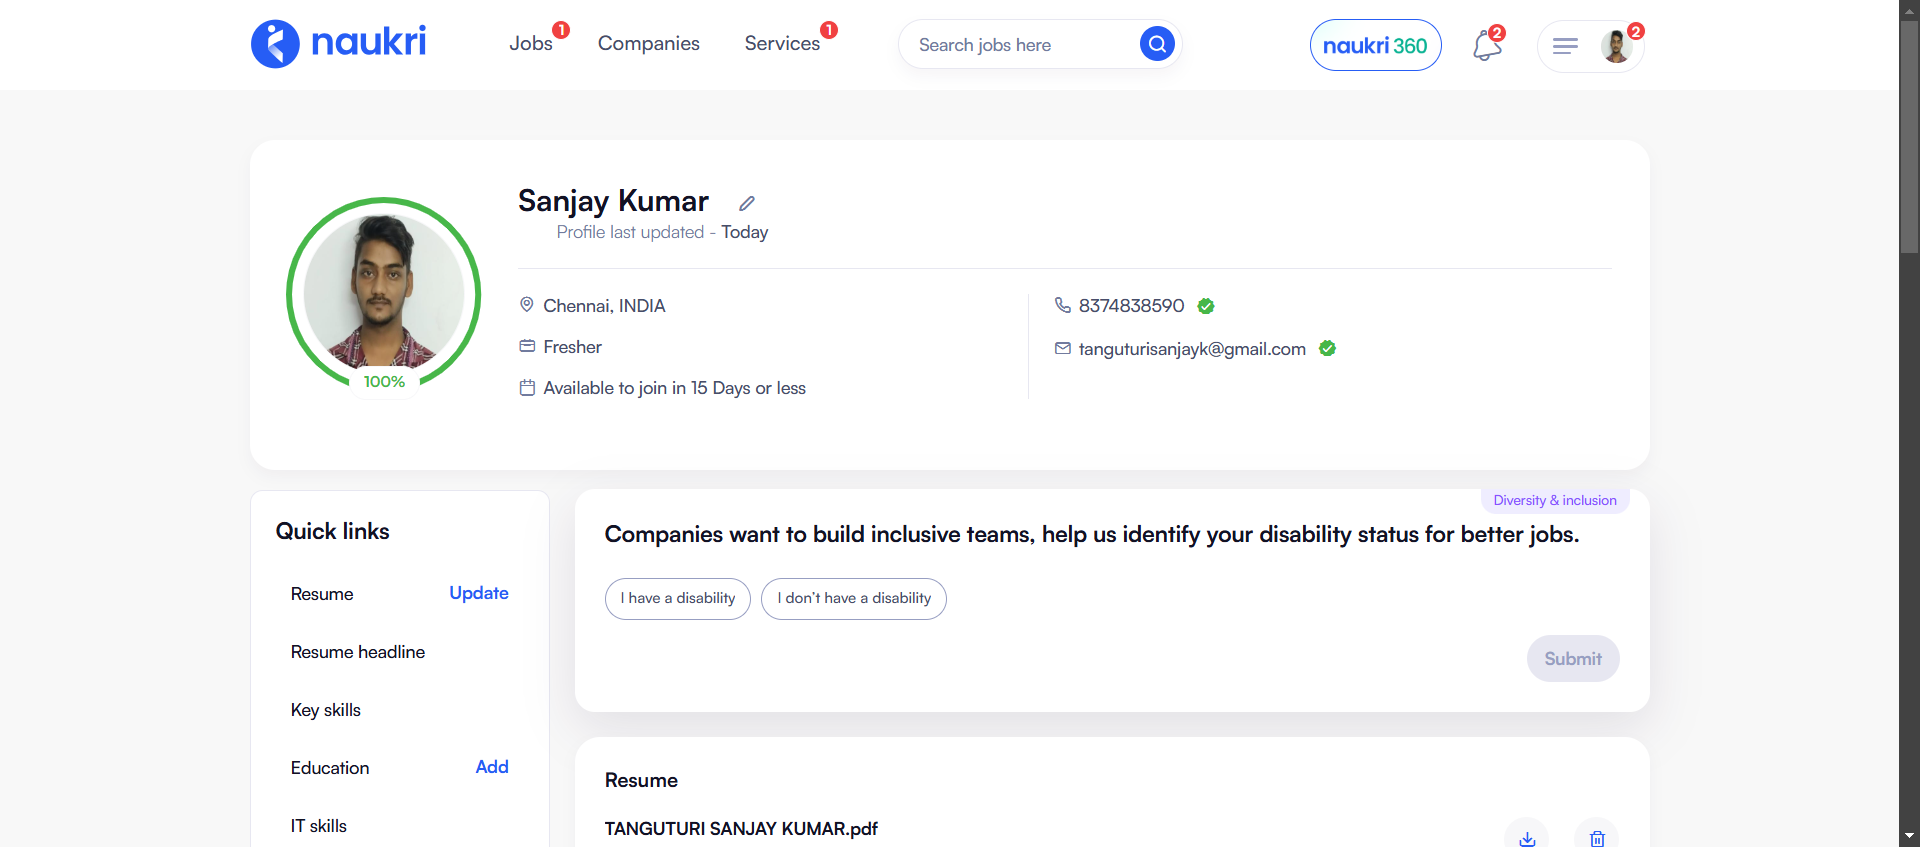 naukri
Jobs 1
Companies
Services 1
Search jobs here
naukri 360
2
2
Sanjay Kumar
Profile last updated - Today
Chennai, INDIA
Fresher
Available to join in 15 Days or less
8374838590
tanguturisanjayk@gmail.com
100%
Quick links
Resume Update
Resume headline
Key skills
Education Add
IT skills
Diversity & inclusion
Companies want to build inclusive teams, help us identify your disability status for better jobs.
I have a disability
I don't have a disability
Submit
Resume
TANGUTURI SANJAY KUMAR.pdf